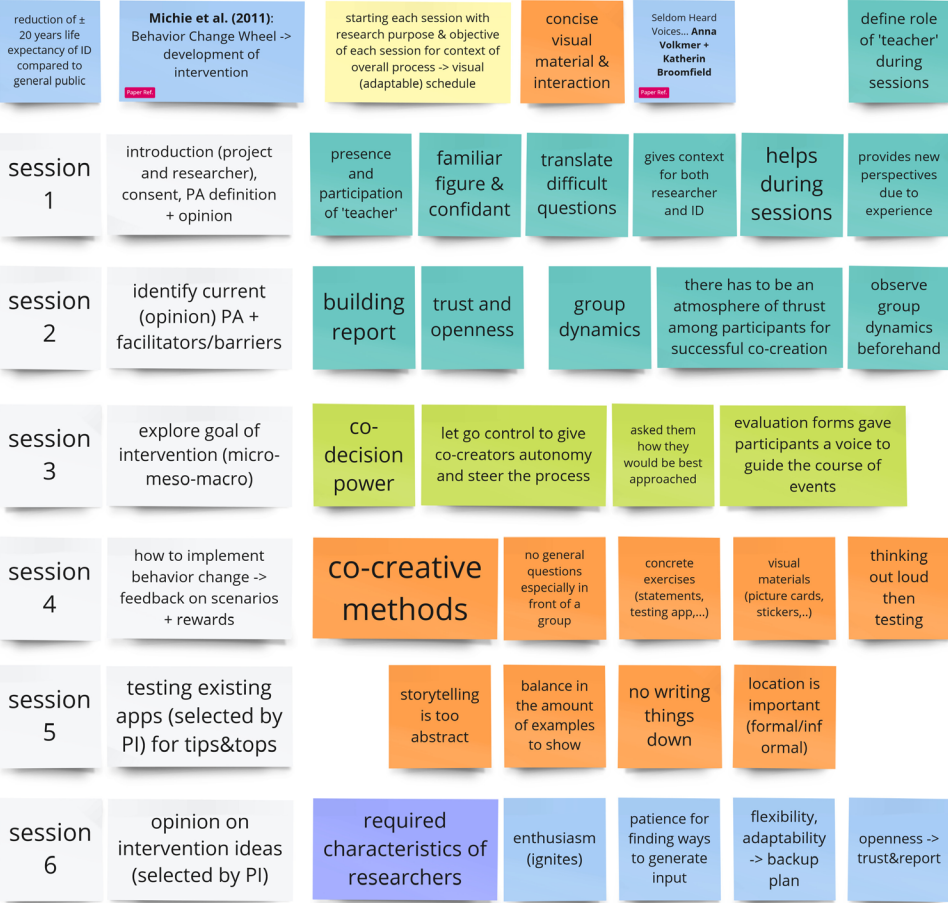 reduction of ±
20 years life
expectancy of ID
compared to
general public
Michie et al. (2011):
Behavior Change Wheel ->
development of
intervention
Paper Ref.
starting each session with
research purpose & objective
of each session for context of
overall process -> visual
(adaptable) schedule
concise
visual
material &
interaction
Seldom Heard
Voices... Anna
Volkmer +
Katherin
Broomfield
Paper Ref.
define role
of 'teacher'
during
sessions
session
1
introduction (project
and researcher),
consent, PA definition
+ opinion
presence
and
participation
of 'teacher'
familiar
figure &
confidant
translate
difficult
questions
gives context
for both
researcher
and ID
helps
during
sessions
provides new
perspectives
due to
experience
session
2
identify current
(opinion) PA +
facilitators/barriers
building
report
trust and
openness
group
dynamics
there has to be an
atmosphere of thrust
among participants for
successful co-creation
observe
group
dynamics
beforehand
session
3
explore goal of
intervention (micro-
meso-macro)
co-
decision
power
let go control to give
co-creators autonomy
and steer the process
asked them
how they
would be best
approached
evaluation forms gave
participants a voice to
guide the course of
events
session
4
how to implement
behavior change ->
feedback on scenarios
+ rewards
co-creative
methods
no general
questions
especially in
front of a
group
concrete
exercises
(statements,
testing app,...)
visual
materials
(picture cards,
stickers,..)
thinking
out loud
then
testing
session
5
testing existing
apps (selected by
PI) for tips&tops
storytelling
is too
abstract
balance in
the amount
of examples
to show
no writing
things
down
location is
important
(formal/inf
ormal)
session
6
opinion on
intervention ideas
(selected by PI)
required
characteristics of
researchers
enthusiasm
(ignites)
patience for
finding ways
to generate
input
flexibility,
adaptability
-> backup
plan
openness ->
trust&report